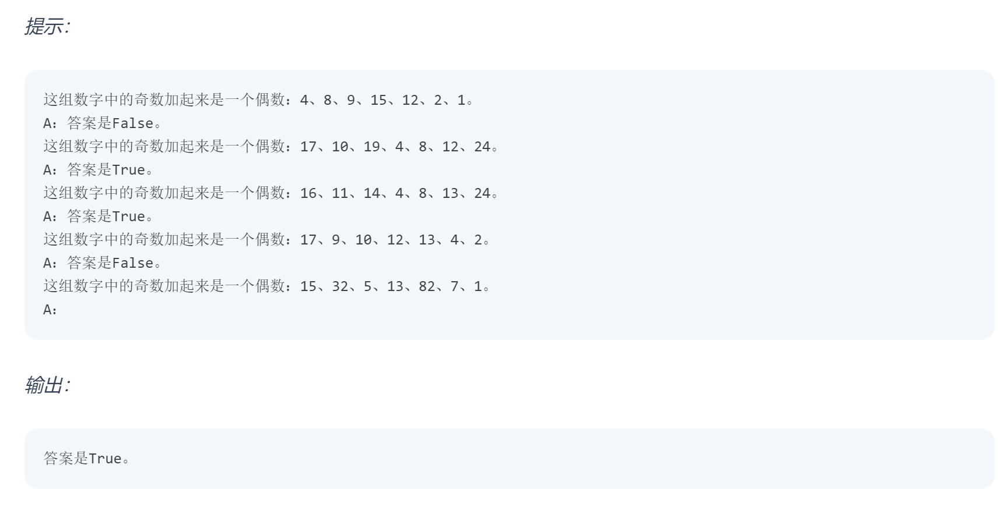 提示：
这组数字中的奇数加起来是一个偶数：4、8、9、15、12、2、1。
A：答案是False。
这组数字中的奇数加起来是一个偶数：17、10、19、4、8、12、24。
A：答案是True。
这组数字中的奇数加起来是一个偶数：16、11、14、4、8、13、24。
A：答案是True。
这组数字中的奇数加起来是一个偶数：17、9、10、12、13、4、2。
A：答案是False。
这组数字中的奇数加起来是一个偶数：15、32、5、13、82、7、1。
A：
输出：
答案是True。